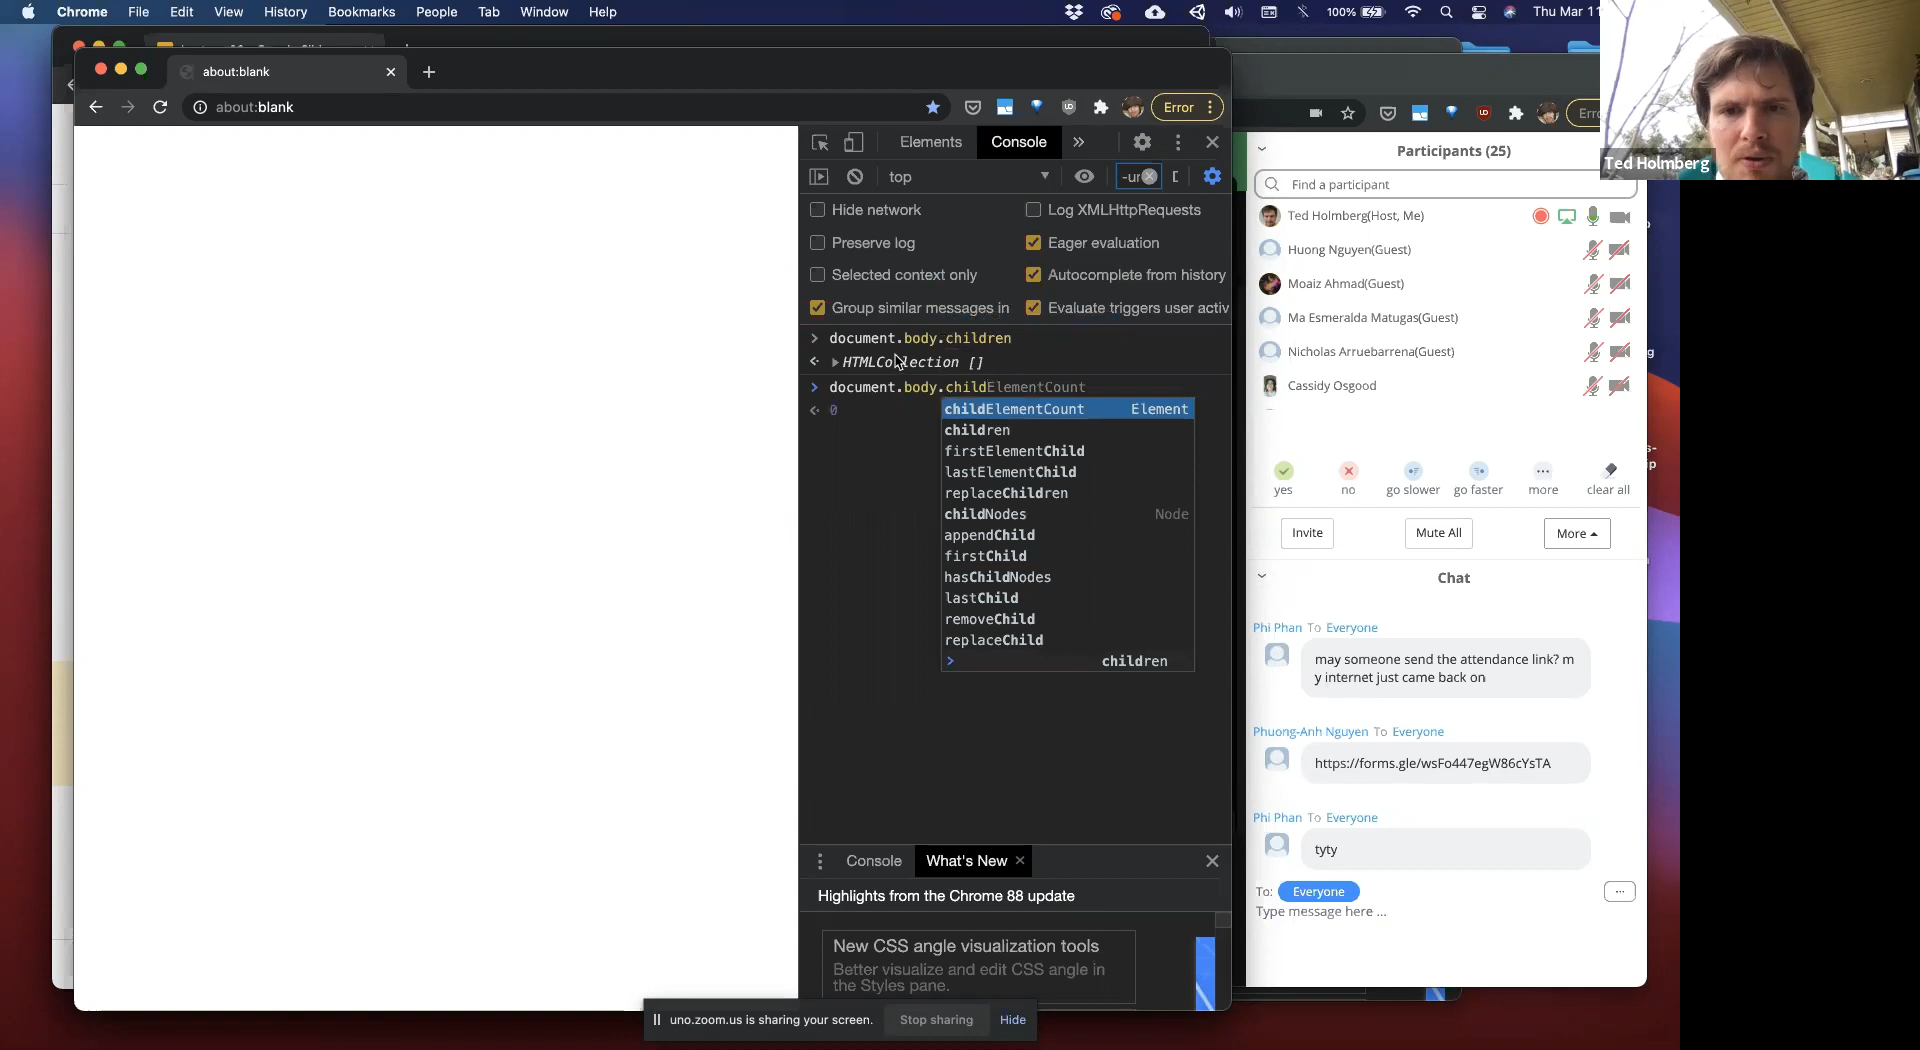 Chrome File Edit View History Bookmarks People Tab Window Help
100% Thu Mar 11
about:blank
about:blank
Error
Elements Console
top
-ur
Hide network
Log XMLHttpRequests
Preserve log
Eager evaluation
Selected context only
Autocomplete from history
Group similar messages in
Evaluate triggers user activ
document.body.children
HTMLCollection []
document.body.childElementCount
0
childElementCount Element
children
firstElementChild
lastElementChild
replaceChildren
childNodes Node
appendChild
firstChild
hasChildNodes
lastChild
removeChild
replaceChild
> children
Console What's New
Highlights from the Chrome 88 update
New CSS angle visualization tools
Better visualize and edit CSS angle in
the Styles pane.
uno.zoom.us is sharing your screen. Stop sharing Hide
Ted Holmberg
Participants (25)
Find a participant
Ted Holmberg(Host, Me)
Huong Nguyen(Guest)
Moaiz Ahmad(Guest)
Ma Esmeralda Matugas(Guest)
Nicholas Arruebarrena(Guest)
Cassidy Osgood
yes no go slower go faster more clear all
Invite Mute All More
Chat
Phi Phan To Everyone
may someone send the attendance link? m
y internet just came back on
Phuong-Anh Nguyen To Everyone
https://forms.gle/wsFo447egW86cYsTA
Phi Phan To Everyone
tyty
To: Everyone
Type message here ...